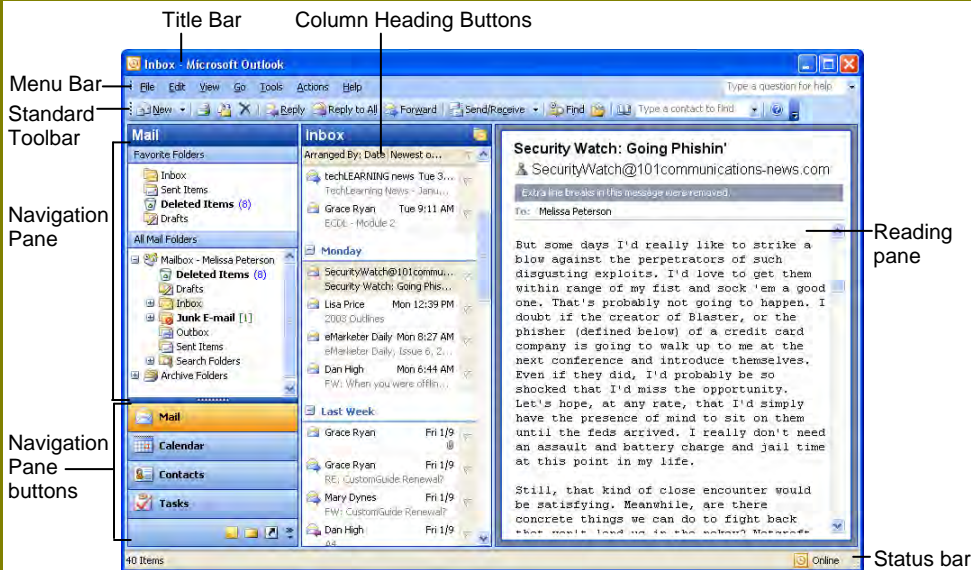 Title Bar
Column Heading Buttons
Menu Bar
Standard
Toolbar
Navigation
Pane
Navigation
Pane
buttons
Reading
pane
Status bar
Inbox - Microsoft Outlook
File Edit View Go Tools Actions Help
Type a question for help
New Reply Reply to All Forward Send/Receive Find Type a contact to find
Mail
Favorite Folders
Inbox
Sent Items
Deleted Items (8)
Drafts
All Mail Folders
Mailbox - Melissa Peterson
Deleted Items (8)
Drafts
Inbox
Junk E-mail [1]
Outbox
Sent Items
Search Folders
Archive Folders
Mail
Calendar
Contacts
Tasks
Inbox
Arranged By: Date Newest o...
techLEARNING news Tue 3...
TechLearning News - Janu...
Grace Ryan Tue 9:11 AM
ECDL - Module 2
Monday
SecurityWatch@101commu...
Security Watch: Going Phis...
Lisa Price Mon 12:39 PM
2003 Outlines
eMarketer Daily Mon 8:27 AM
eMarketer Daily, Issue 6, 2...
Dan High Mon 6:44 AM
FW: When you were offlin...
Last Week
Grace Ryan Fri 1/9
Grace Ryan Fri 1/9
RE: CustomGuide Renewal?
Mary Dynes Fri 1/9
FW: CustomGuide Renewal?
Dan High Fri 1/9
Security Watch: Going Phishin'
SecurityWatch@101communications-news.com
Extra line breaks in this message were removed.
To: Melissa Peterson
But some days I'd really like to strike a
blow against the perpetrators of such
disgusting exploits. I'd love to get them
within range of my fist and sock 'em a good
one. That's probably not going to happen. I
doubt if the creator of Blaster, or the
phisher (defined below) of a credit card
company is going to walk up to me at the
next conference and introduce themselves.
Even if they did, I'd probably be so
shocked that I'd miss the opportunity.
Let's hope, at any rate, that I'd simply
have the presence of mind to sit on them
until the feds arrived. I really don't need
an assault and battery charge and jail time
at this point in my life.
Still, that kind of close encounter would
be satisfying. Meanwhile, are there
concrete things we can do to fight back
40 Items
Online